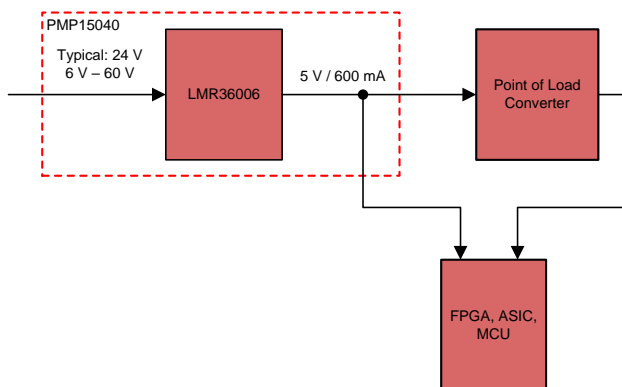 PMP15040
Typical: 24 V
6 V – 60 V
LMR36006
5 V / 600 mA
Point of Load
Converter
FPGA, ASIC,
MCU